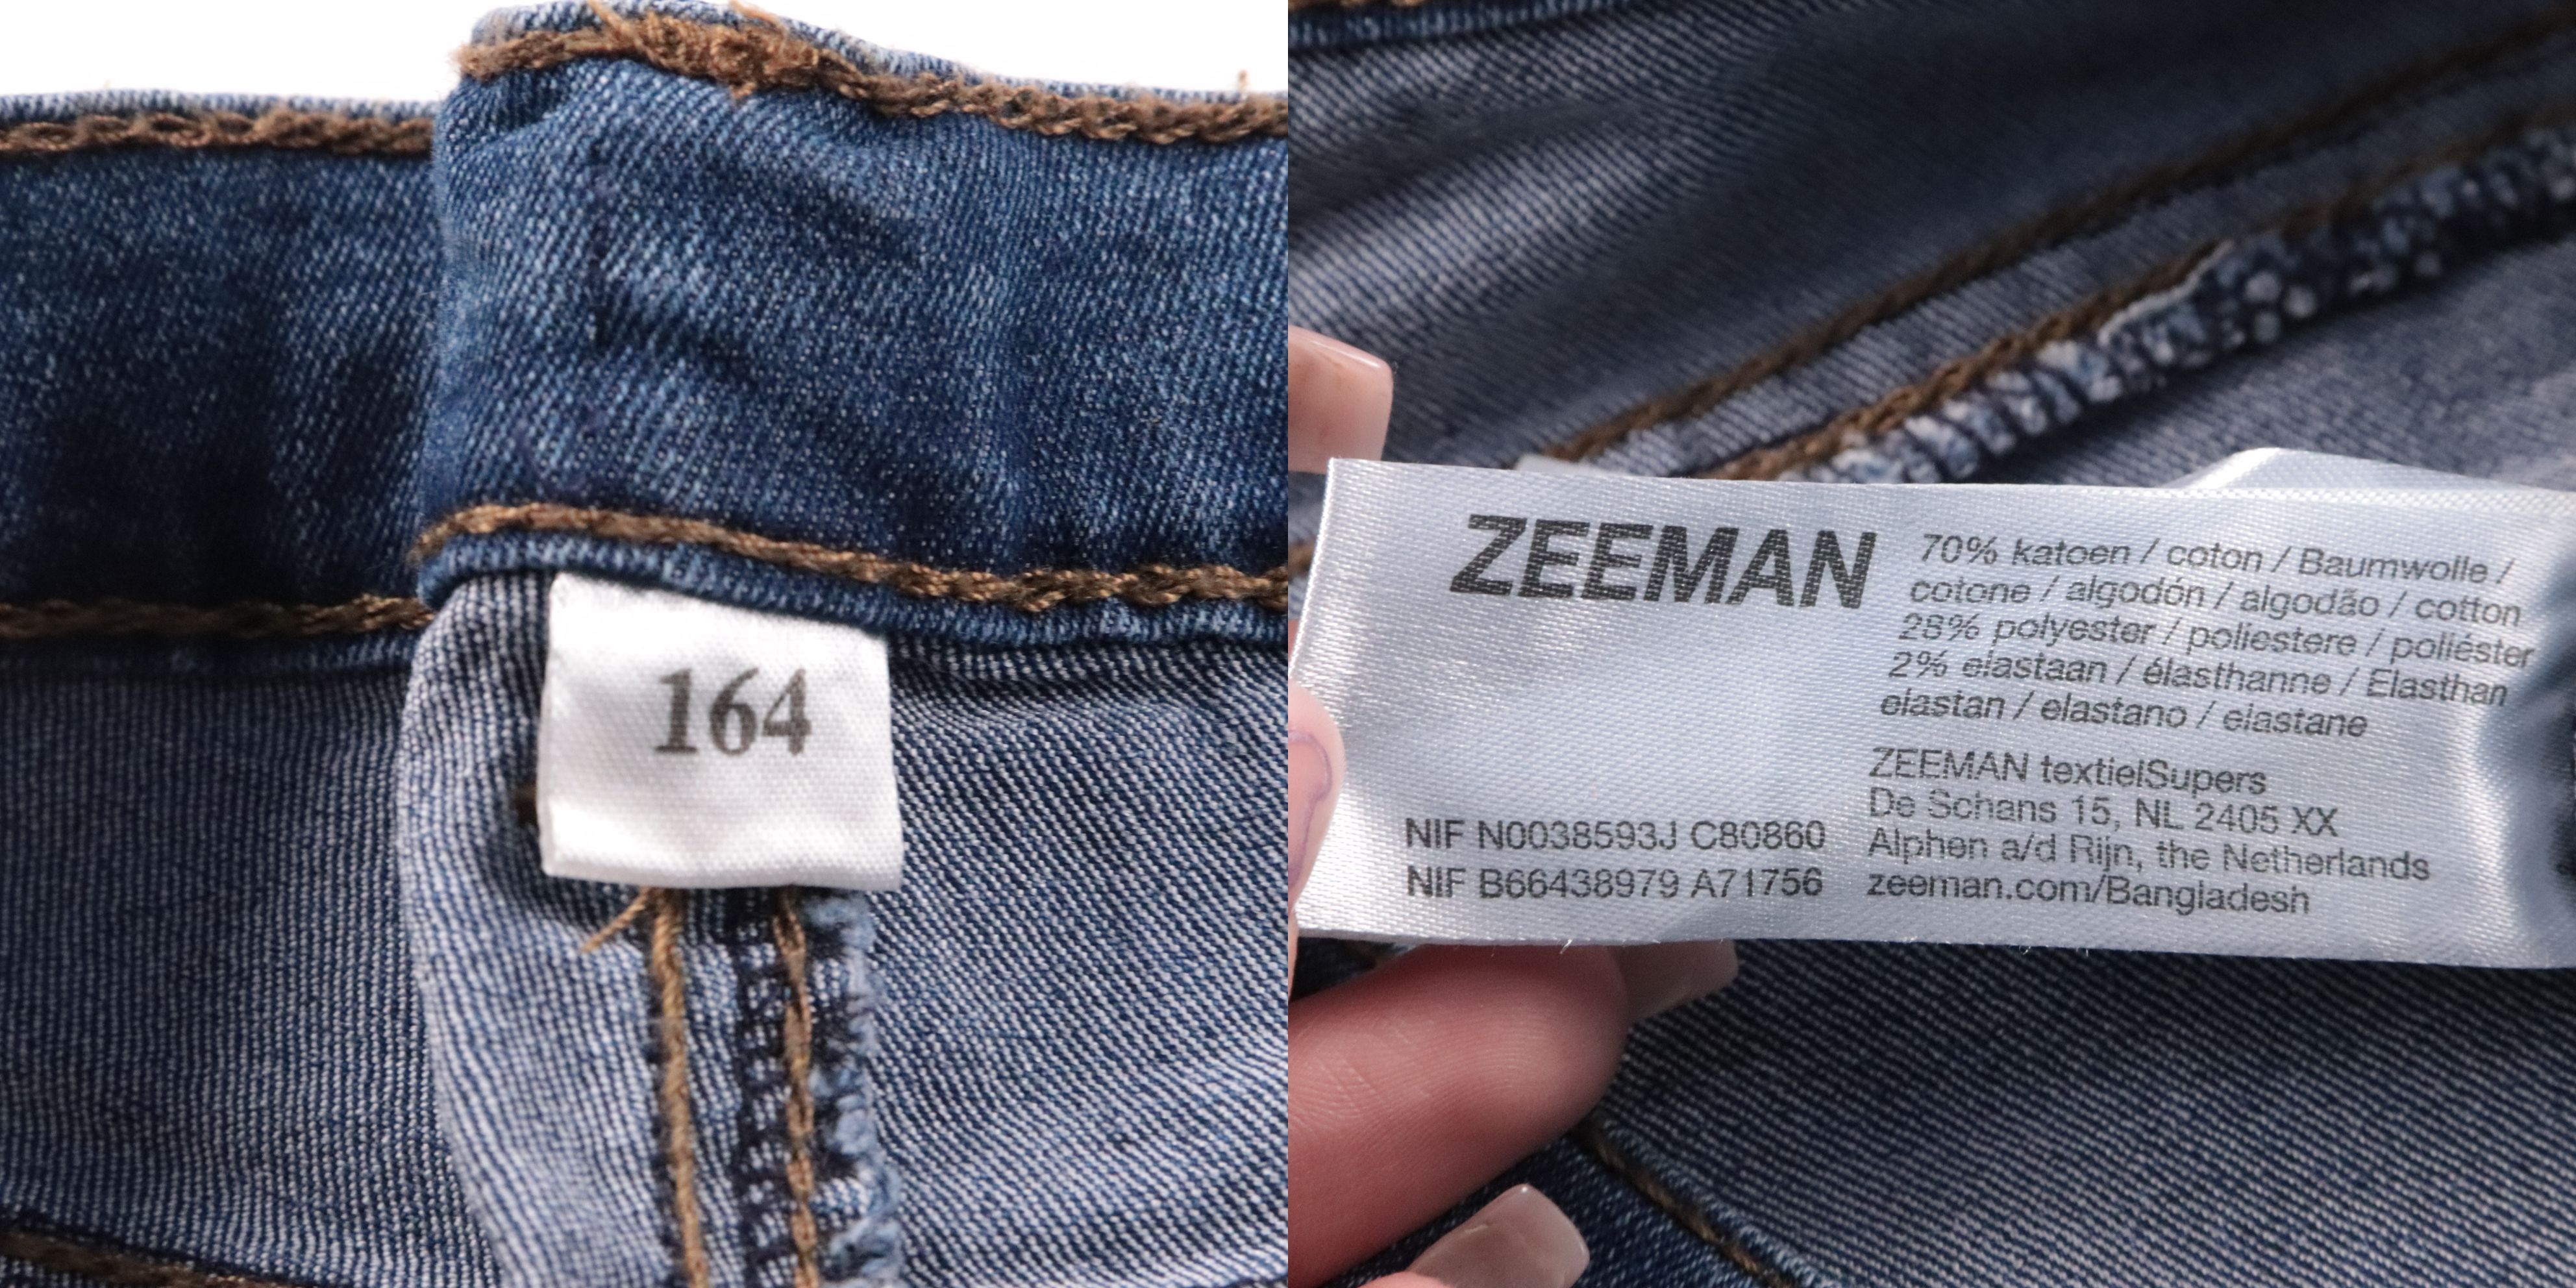 164
ZEEMAN
70% katoen / coton / Baumwolle /
cotone / algodón / algodão / cotton
28% polyester / poliestere / poliéster
2% elastaan / élasthanne / Elasthan
elastan / elastano / elastane
ZEEMAN textielSupers
De Schans 15, NL 2405 XX
Alphen a/d Rijn, the Netherlands
zeeman.com/Bangladesh
NIF N0038593J C80860
NIF B66438979 A71756